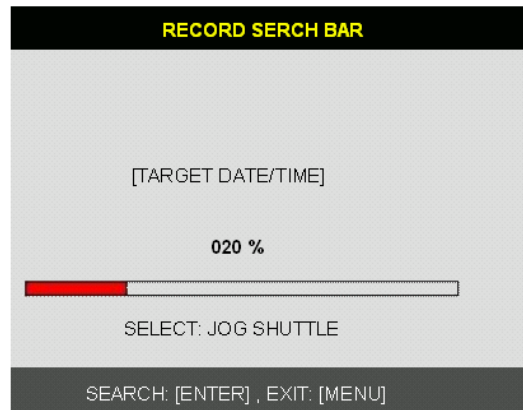 RECORD SERCH BAR
[TARGET DATE/TIME]
020 %
SELECT: JOG SHUTTLE
SEARCH: [ENTER] , EXIT: [MENU]